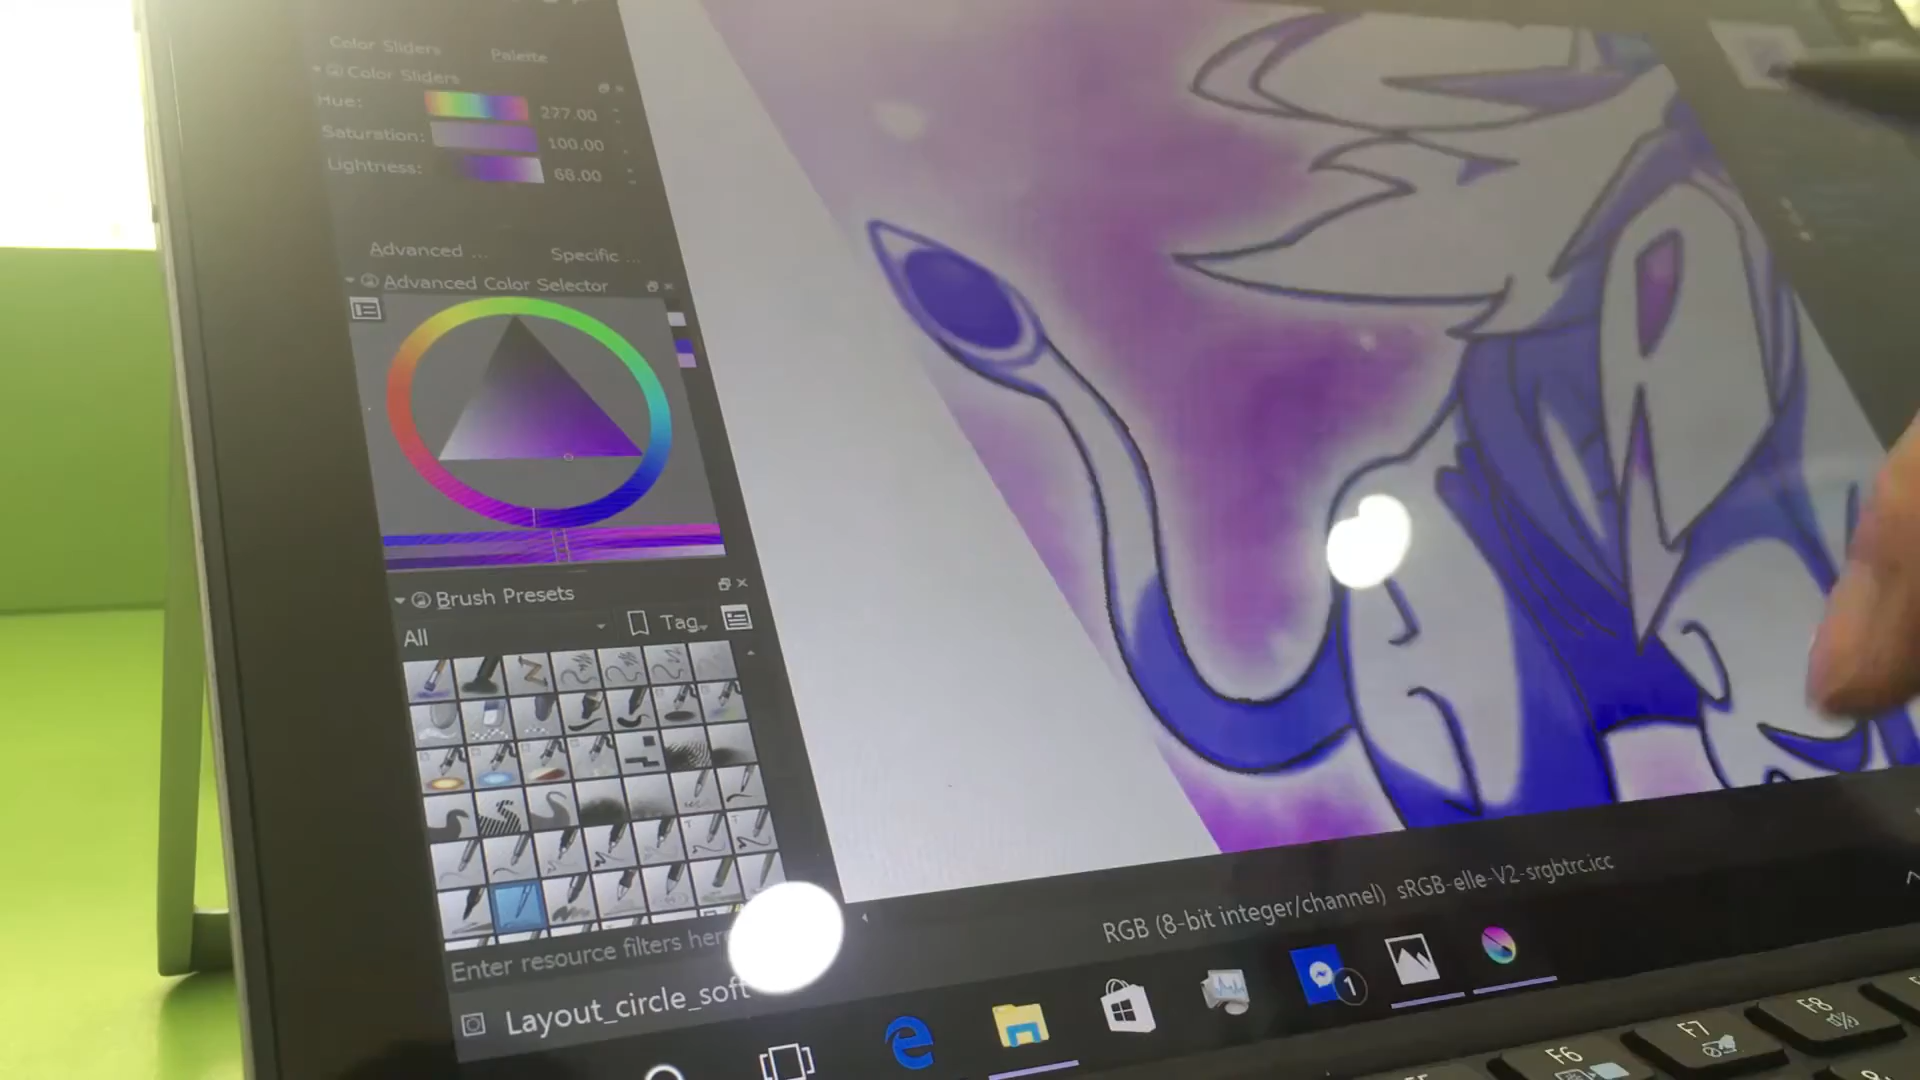 Color Sliders
Palette
Color Sliders
Hue: 277.00
Saturation: 100.00
Lightness: 68.00
Advanced ...
Specific ...
Advanced Color Selector
Brush Presets
All
Tag
Enter resource filters here
Layout_circle_soft
RGB (8-bit integer/channel) sRGB-elle-V2-srgbtrc.icc
1
F6
F7
F8